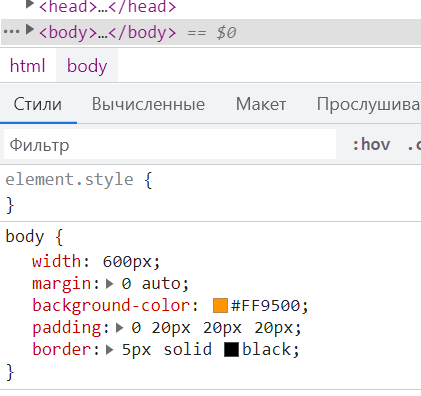 <head>…</head>
… <body>…</body> == $0
html body
Стили Вычисленные Макет Прослушива
Фильтр :hov .c
element.style {
}
body {
width: 600px;
margin: 0 auto;
background-color: #FF9500;
padding: 0 20px 20px 20px;
border: 5px solid black;
}